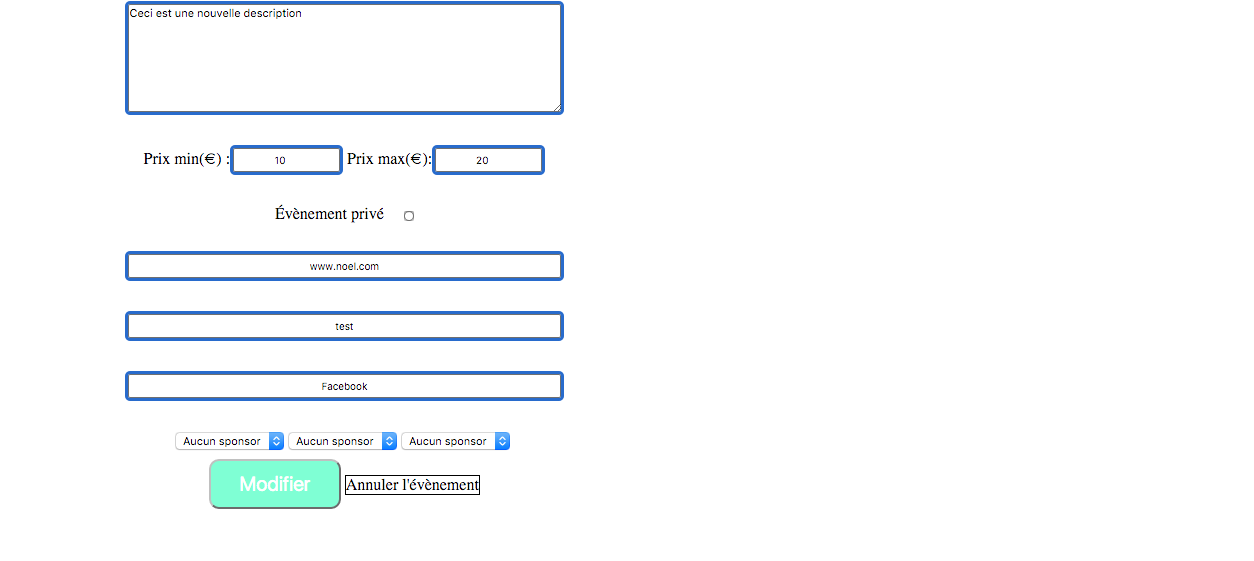 Ceci est une nouvelle description
Prix min(€) : 10 Prix max(€): 20
Évènement privé
www.noel.com
test
Facebook
Aucun sponsor Aucun sponsor Aucun sponsor
Modifier Annuler l'évènement